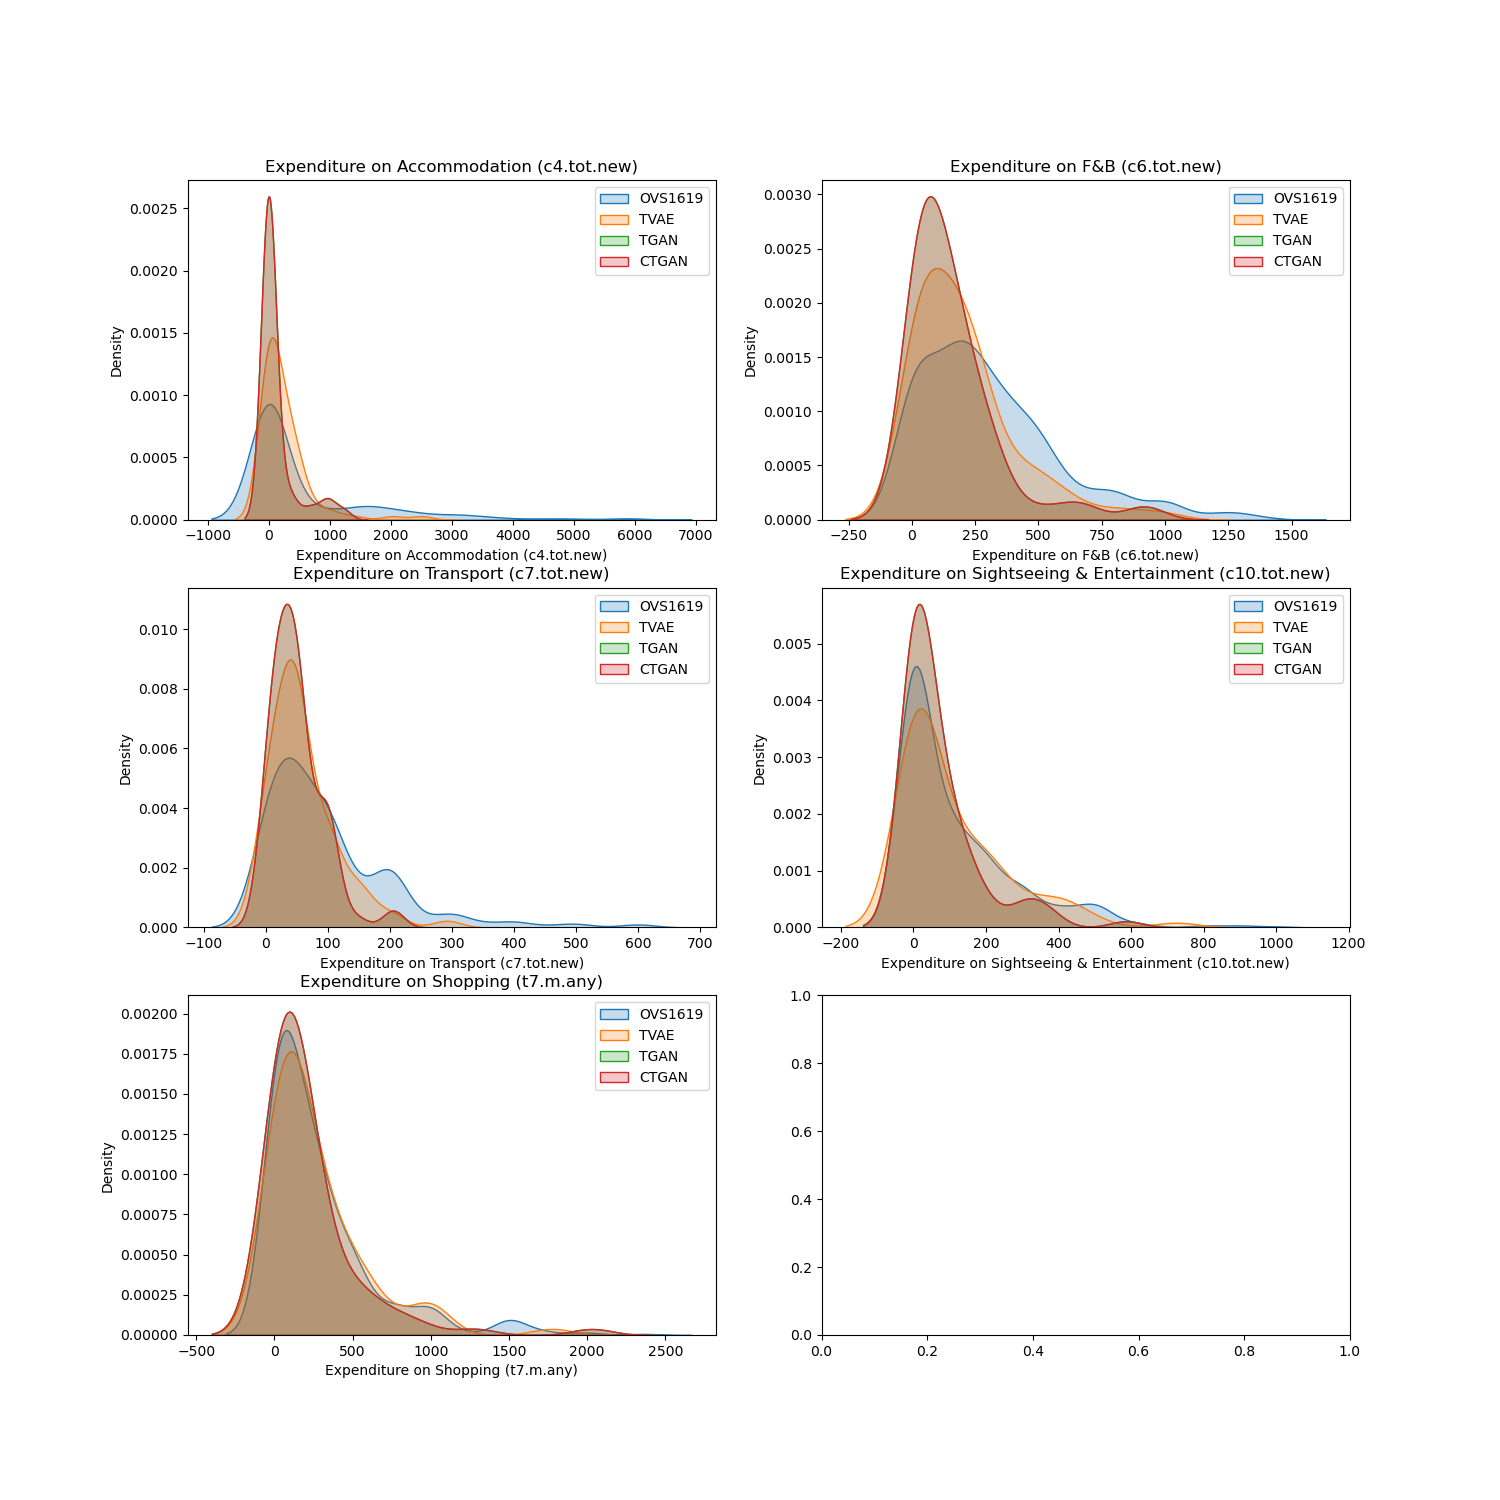 Expenditure on Accommodation (c4.tot.new)
Density
0.0025
0.0020
0.0015
0.0010
0.0005
0.0000
OVS1619
TVAE
TGAN
CTGAN
−1000 0 1000 2000 3000 4000 5000 6000 7000
Expenditure on Accommodation (c4.tot.new)
Expenditure on F&B (c6.tot.new)
Density
0.0030
0.0025
0.0020
0.0015
0.0010
0.0005
0.0000
OVS1619
TVAE
TGAN
CTGAN
−250 0 250 500 750 1000 1250 1500
Expenditure on F&B (c6.tot.new)
Expenditure on Transport (c7.tot.new)
Density
0.010
0.008
0.006
0.004
0.002
0.000
OVS1619
TVAE
TGAN
CTGAN
−100 0 100 200 300 400 500 600 700
Expenditure on Transport (c7.tot.new)
Expenditure on Sightseeing & Entertainment (c10.tot.new)
Density
0.005
0.004
0.003
0.002
0.001
0.000
OVS1619
TVAE
TGAN
CTGAN
−200 0 200 400 600 800 1000 1200
Expenditure on Sightseeing & Entertainment (c10.tot.new)
Expenditure on Shopping (t7.m.any)
Density
0.00200
0.00175
0.00150
0.00125
0.00100
0.00075
0.00050
0.00025
0.00000
OVS1619
TVAE
TGAN
CTGAN
−500 0 500 1000 1500 2000 2500
Expenditure on Shopping (t7.m.any)
1.0
0.8
0.6
0.4
0.2
0.0
0.0 0.2 0.4 0.6 0.8 1.0